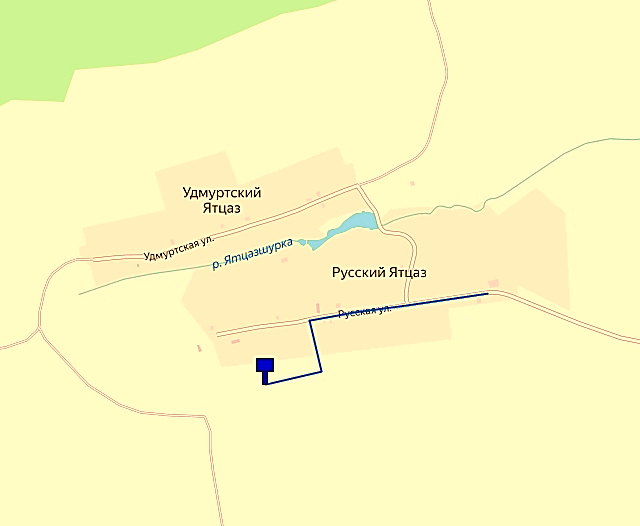 Удмуртский
Ятцаз
Удмуртская ул.
р. Ятцазшурка
Русский Ятцаз
Русская ул.